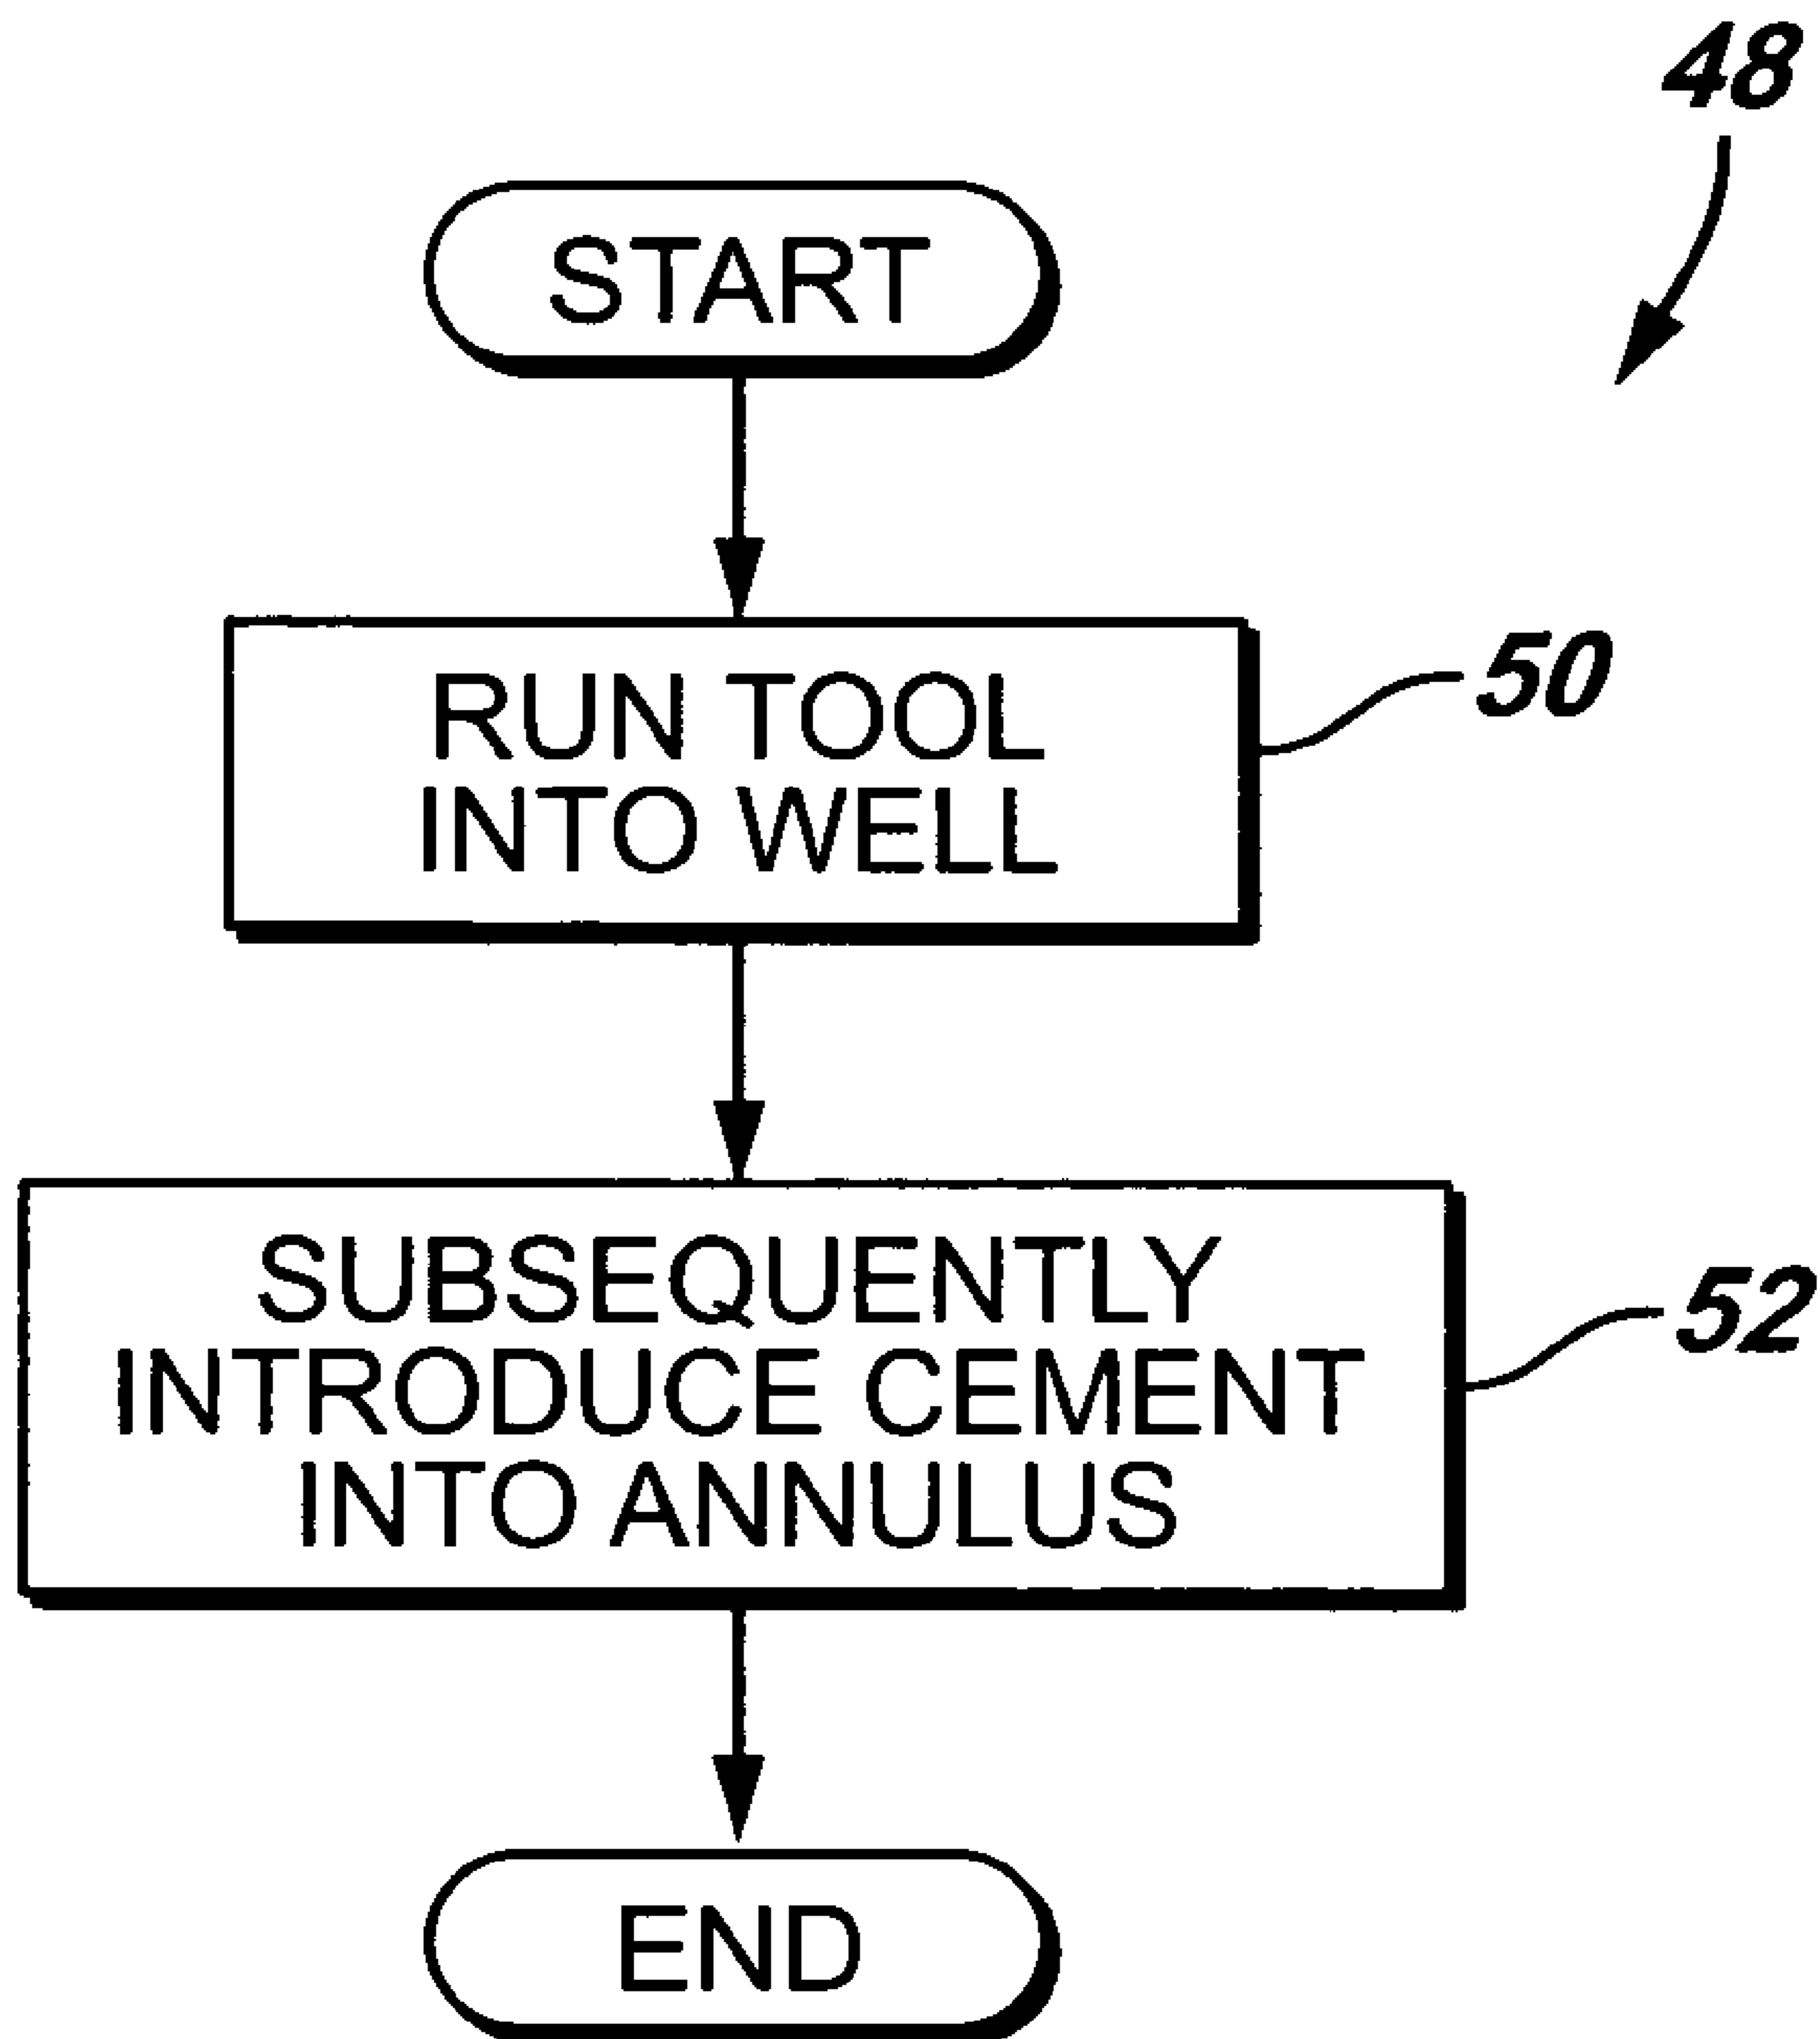 48
START
RUN TOOL
INTO WELL
50
SUBSEQUENTLY
INTRODUCE CEMENT
INTO ANNULUS
52
END